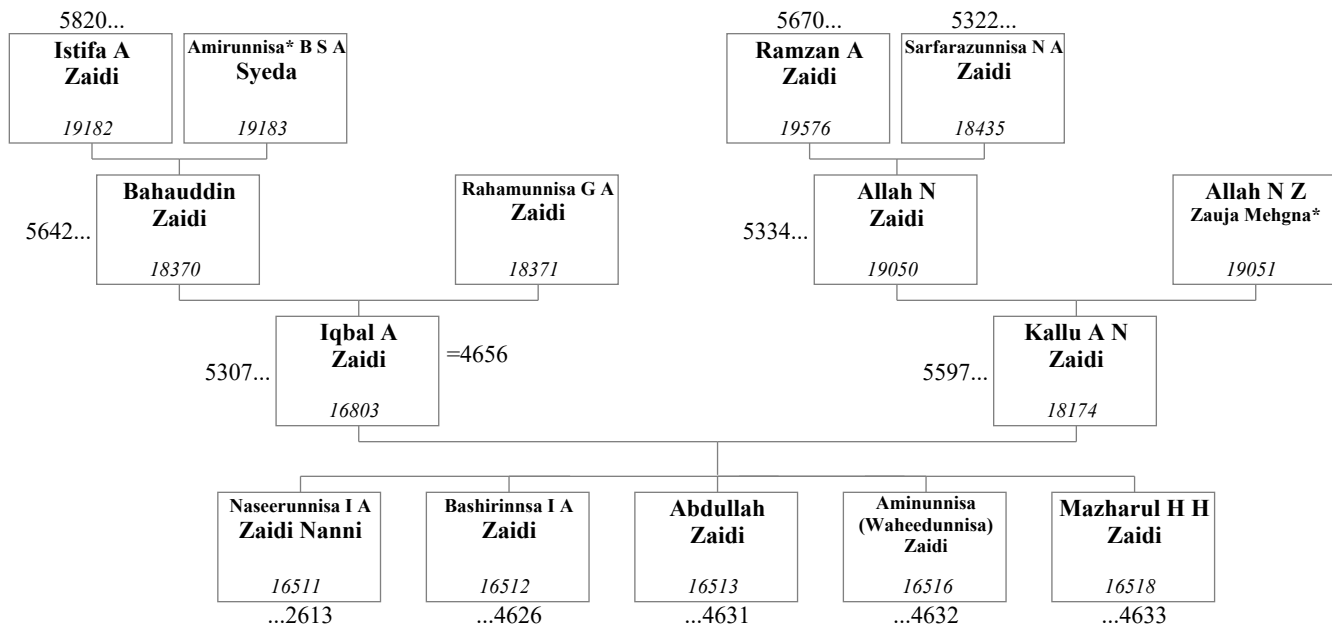 5820...
5670...
5322...
Istifa A
Zaidi
19182
Amirunnisa* B S A
Syeda
19183
Ramzan A
Zaidi
19576
Sarfarazunnisa N A
Zaidi
18435
5642...
Bahauddin
Zaidi
18370
Rahamunnisa G A
Zaidi
18371
5334...
Allah N
Zaidi
19050
Allah N Z
Zauja Mehgna*
19051
5307...
Iqbal A
Zaidi
16803
=4656
5597...
Kallu A N
Zaidi
18174
Naseerunnisa I A
Zaidi Nanni
16511
...2613
Bashirinnsa I A
Zaidi
16512
...4626
Abdullah
Zaidi
16513
...4631
Aminunnisa
(Waheedunnisa)
Zaidi
16516
...4632
Mazharul H H
Zaidi
16518
...4633